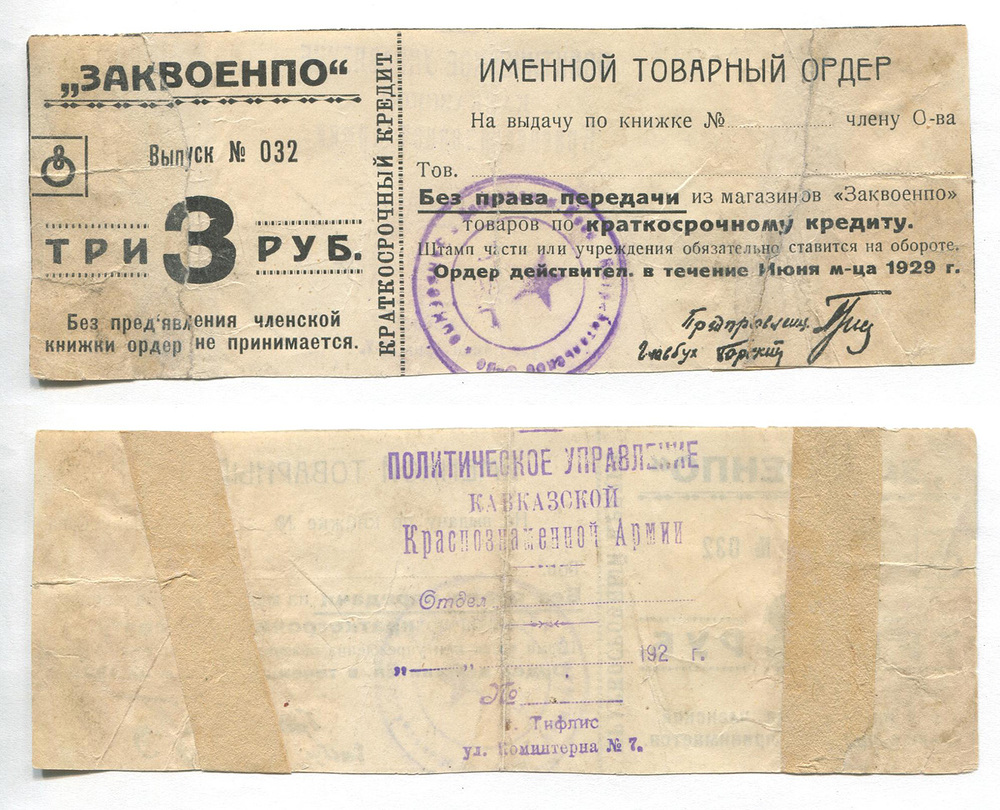 „ЗАКВОЕНПО“
Выпуск № 032
ТРИ 3 РУБ.
Без пред'явления членской
книжки ордер не принимается.
КРАТКОСРОЧНЫЙ КРЕДИТ
ИМЕННОЙ ТОВАРНЫЙ ОРДЕР
На выдачу по книжке № члену О-ва
Тов.
Без права передачи из магазинов «Заквоенпо»
товаров по краткосрочному кредиту.
Штамп части или учреждения обязательно ставится на обороте.
Ордер действител. в течение Июня м-ца 1929 г.
Главбух Горский
ПОЛИТИЧЕСКОЕ УПРАВЛЕНИЕ
КАВКАЗСКОЙ
Краснознаменной Армии
Отдел
„ “ 192 г.
№
Тифлис
ул. Коминтерна № 7.